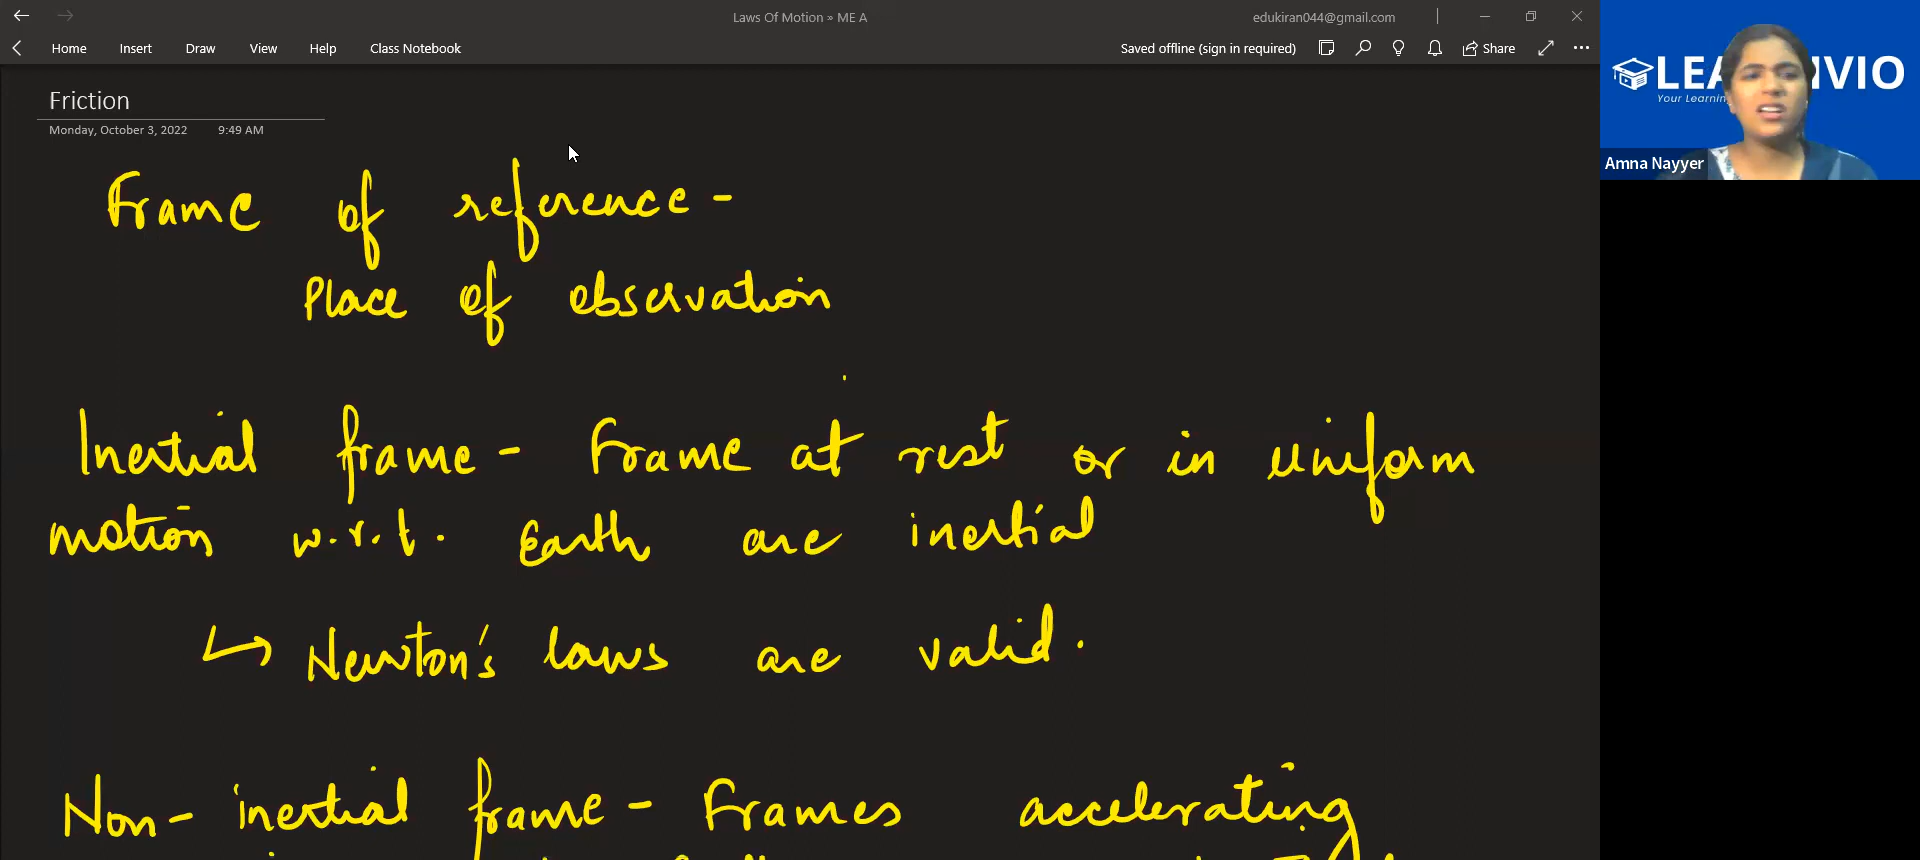 Laws Of Motion » ME A
edukiran044@gmail.com
Home Insert Draw View Help Class Notebook
Saved offline (sign in required) Share
Friction
Monday, October 3, 2022 9:49 AM
Frame of reference -
Place of observation
Inertial frame - Frame at rest or in uniform
motion w.r.t. Earth are inertial
↳ Newton's laws are valid.
Non-inertial frame - Frames accelerating
LEA IVIO
Your Learnin
Amna Nayyer